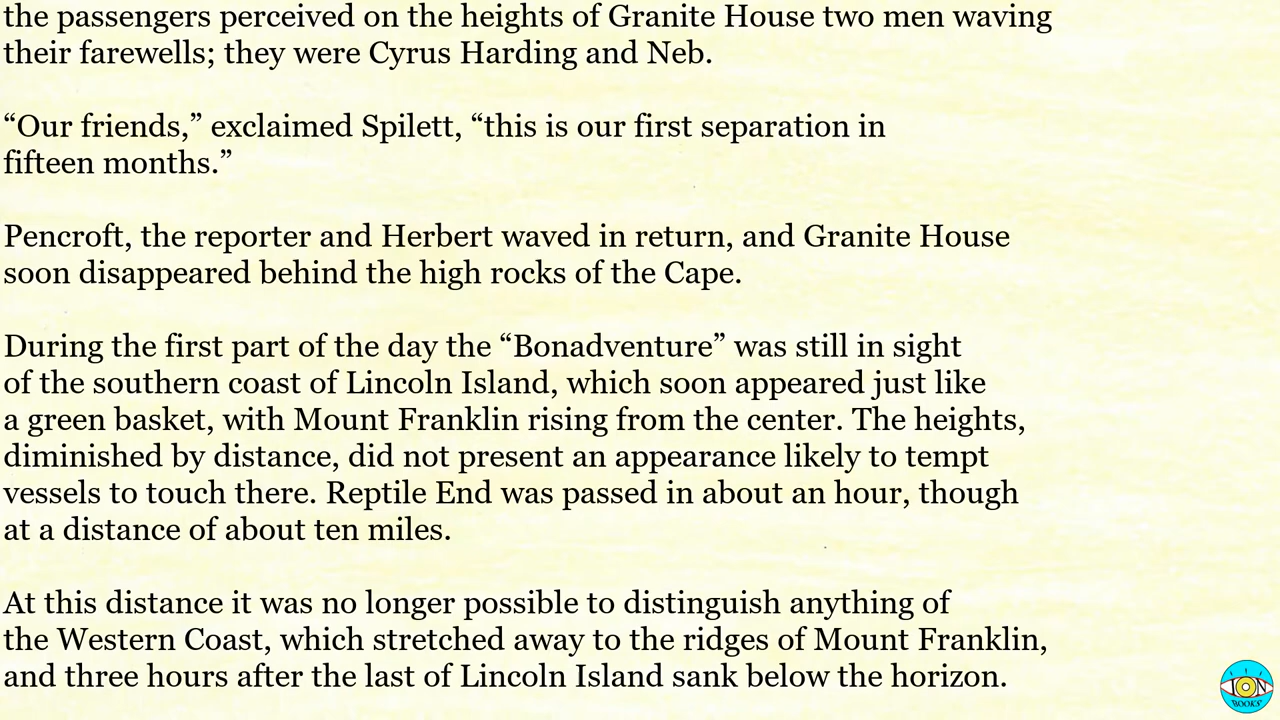 the passengers perceived on the heights of Granite House two men waving
their farewells; they were Cyrus Harding and Neb.
“Our friends,” exclaimed Spilett, “this is our first separation in
fifteen months.”
Pencroft, the reporter and Herbert waved in return, and Granite House
soon disappeared behind the high rocks of the Cape.
During the first part of the day the “Bonadventure” was still in sight
of the southern coast of Lincoln Island, which soon appeared just like
a green basket, with Mount Franklin rising from the center. The heights,
diminished by distance, did not present an appearance likely to tempt
vessels to touch there. Reptile End was passed in about an hour, though
at a distance of about ten miles.
At this distance it was no longer possible to distinguish anything of
the Western Coast, which stretched away to the ridges of Mount Franklin,
and three hours after the last of Lincoln Island sank below the horizon.
ION
BOOKS